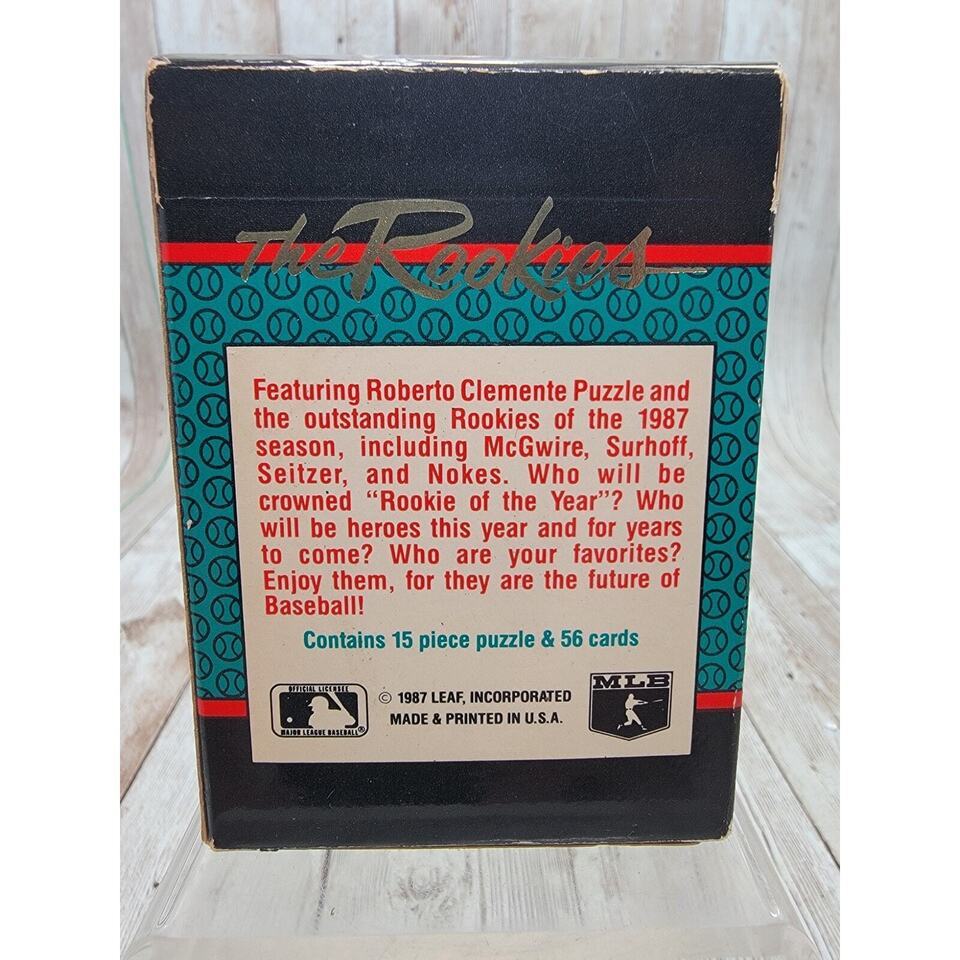 The Rookies
Featuring Roberto Clemente Puzzle and
the outstanding Rookies of the 1987
season, including McGwire, Surhoff,
Seitzer, and Nokes. Who will be
crowned “Rookie of the Year”? Who
will be heroes this year and for years
to come? Who are your favorites?
Enjoy them, for they are the future of
Baseball!
Contains 15 piece puzzle & 56 cards
OFFICIAL LICENSEE
MAJOR LEAGUE BASEBALL®
© 1987 LEAF, INCORPORATED
MADE & PRINTED IN U.S.A.
MLB